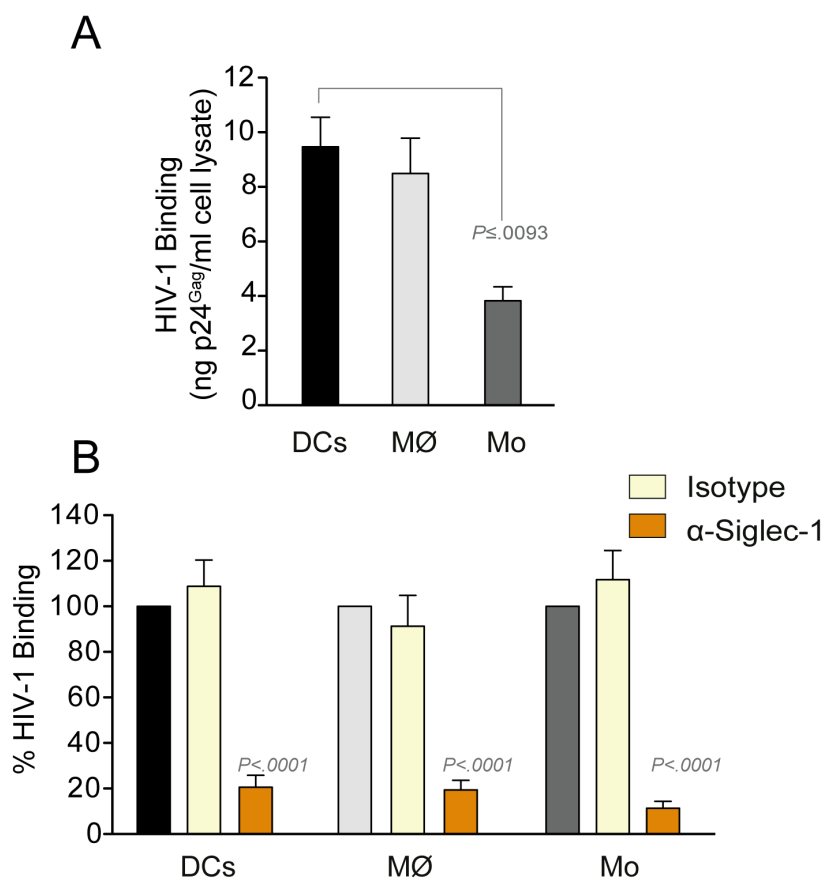 A
HIV-1 Binding
(ng p24Gag/ml cell lysate)
12
10
8
6
4
2
0
P≤.0093
DCs MØ Mo
B
Isotype
α-Siglec-1
% HIV-1 Binding
140
120
100
80
60
40
20
0
P<.0001 P<.0001 P<.0001
DCs MØ Mo